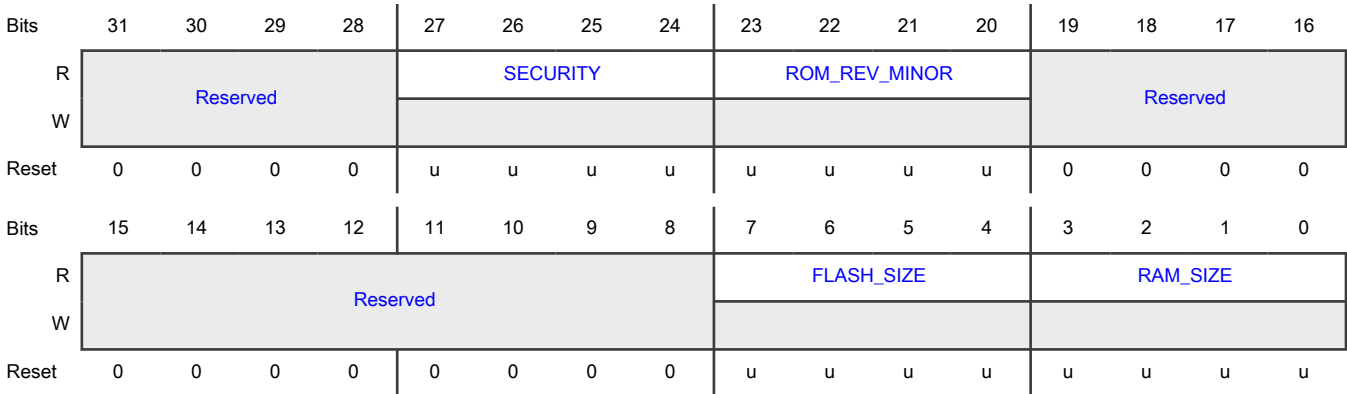 Bits 31 30 29 28 27 26 25 24 23 22 21 20 19 18 17 16
R Reserved SECURITY ROM_REV_MINOR Reserved
W
Reset 0 0 0 0 u u u u u u u u 0 0 0 0
Bits 15 14 13 12 11 10 9 8 7 6 5 4 3 2 1 0
R Reserved FLASH_SIZE RAM_SIZE
W
Reset 0 0 0 0 0 0 0 0 u u u u u u u u